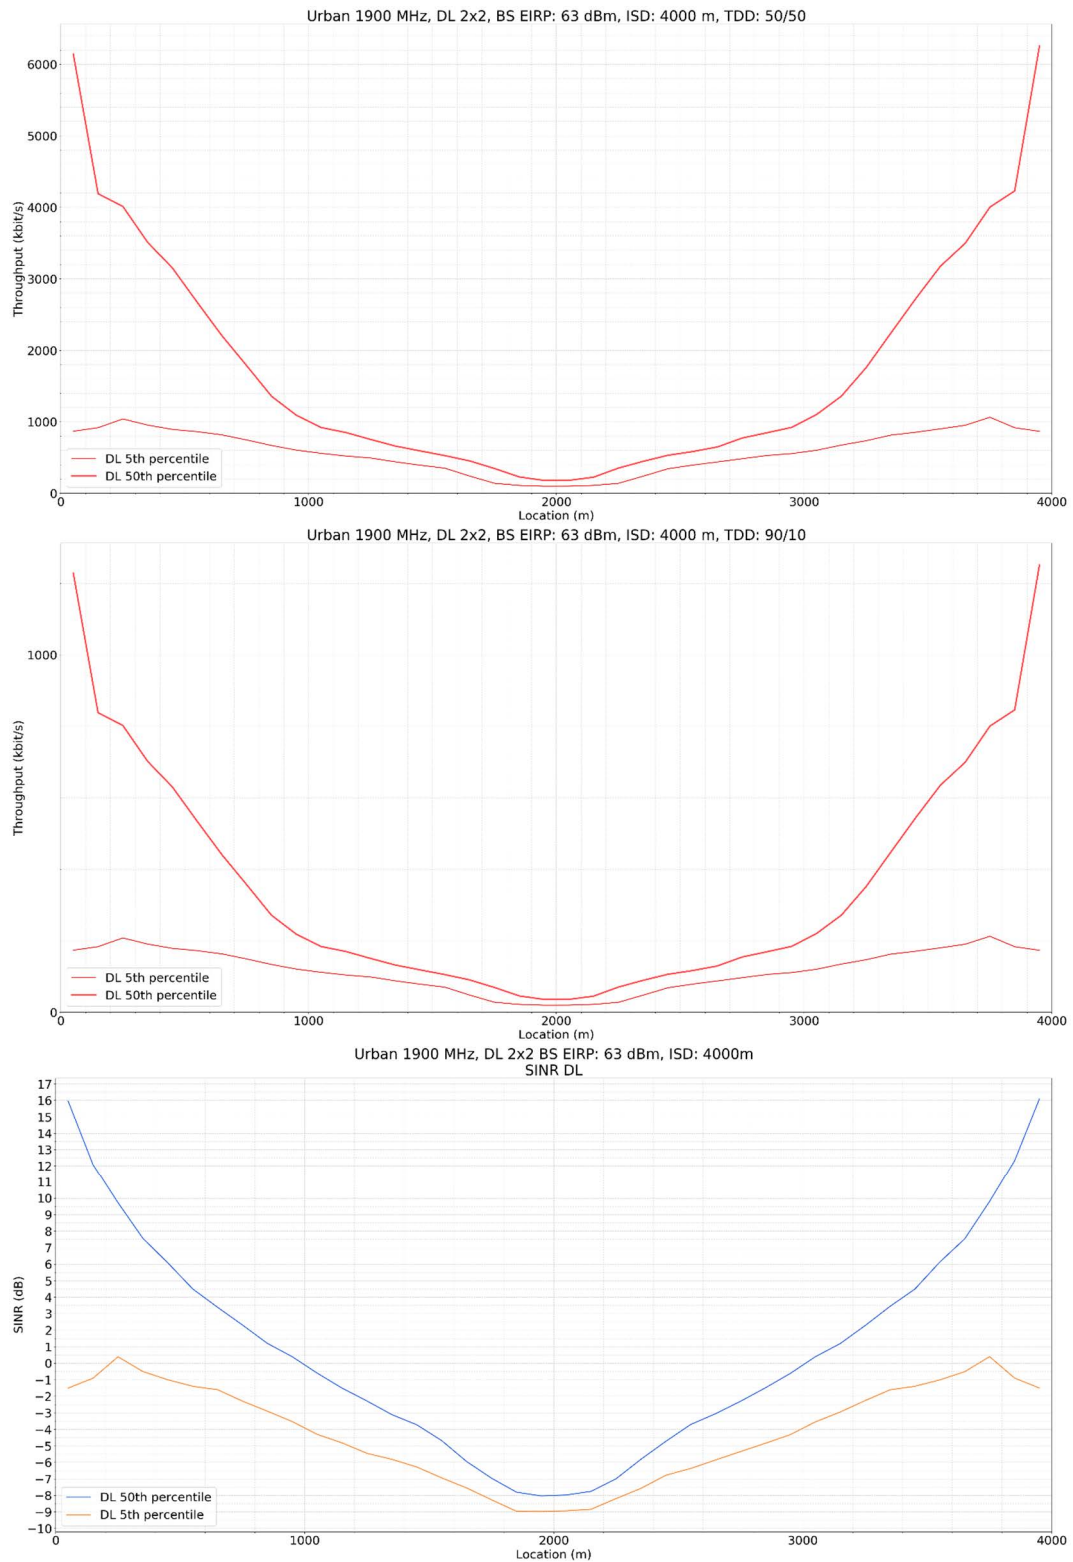 Urban 1900 MHz, DL 2x2, BS EIRP: 63 dBm, ISD: 4000 m, TDD: 50/50
6000
5000
4000
3000
2000
1000
0
Throughput (kbit/s)
DL 5th percentile
DL 50th percentile
0 1000 2000 3000 4000
Location (m)
Urban 1900 MHz, DL 2x2, BS EIRP: 63 dBm, ISD: 4000 m, TDD: 90/10
1000
0
Throughput (kbit/s)
DL 5th percentile
DL 50th percentile
0 1000 2000 3000 4000
Location (m)
Urban 1900 MHz, DL 2x2 BS EIRP: 63 dBm, ISD: 4000m
SINR DL
17
16
15
14
13
12
11
10
9
8
7
6
5
4
3
2
1
0
−1
−2
−3
−4
−5
−6
−7
−8
−9
−10
SINR (dB)
DL 50th percentile
DL 5th percentile
0 1000 2000 3000 4000
Location (m)